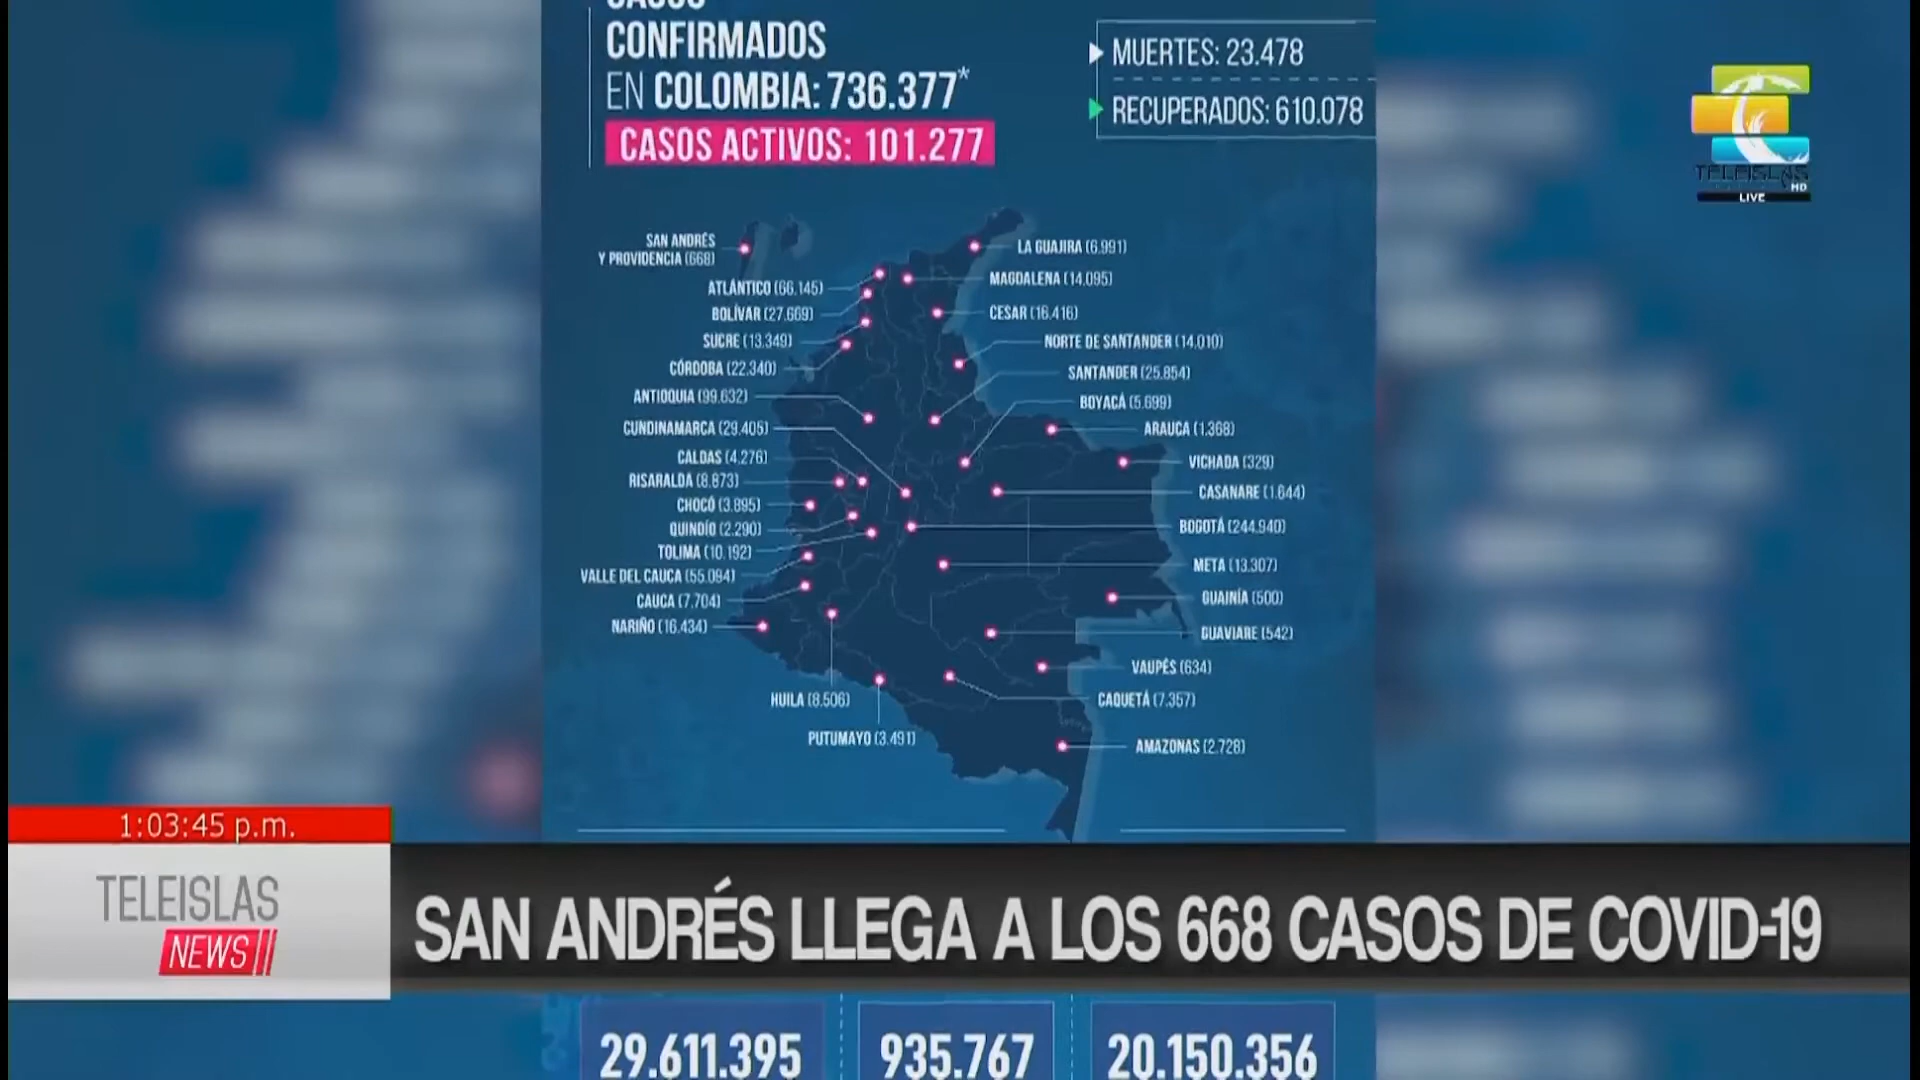 CONFIRMADOS
EN COLOMBIA: 736.377*
CASOS ACTIVOS: 101.277
MUERTES: 23.478
RECUPERADOS: 610.078
TELEISLAS
HD
LIVE
SAN ANDRÉS
Y PROVIDENCIA (668)
ATLÁNTICO (66.145)
BOLÍVAR (27.669)
SUCRE (13.349)
CÓRDOBA (22.340)
ANTIOQUIA (99.632)
CUNDINAMARCA (29.405)
CALDAS (4.276)
RISARALDA (8.873)
CHOCÓ (3.895)
QUINDÍO (2.290)
TOLIMA (10.192)
VALLE DEL CAUCA (55.094)
CAUCA (7.704)
NARIÑO (16.434)
HUILA (8.506)
PUTUMAYO (3.491)
LA GUAJIRA (6.991)
MAGDALENA (14.095)
CESAR (16.416)
NORTE DE SANTANDER (14.010)
SANTANDER (25.854)
BOYACÁ (5.699)
ARAUCA (1.368)
VICHADA (329)
CASANARE (1.644)
BOGOTÁ (244.940)
META (13.307)
GUAINÍA (500)
GUAVIARE (542)
VAUPÉS (634)
CAQUETÁ (7.357)
AMAZONAS (2.728)
1:03:45 p.m.
TELEISLAS
NEWS
SAN ANDRÉS LLEGA A LOS 668 CASOS DE COVID-19
29.611.395
935.767
20.150.356